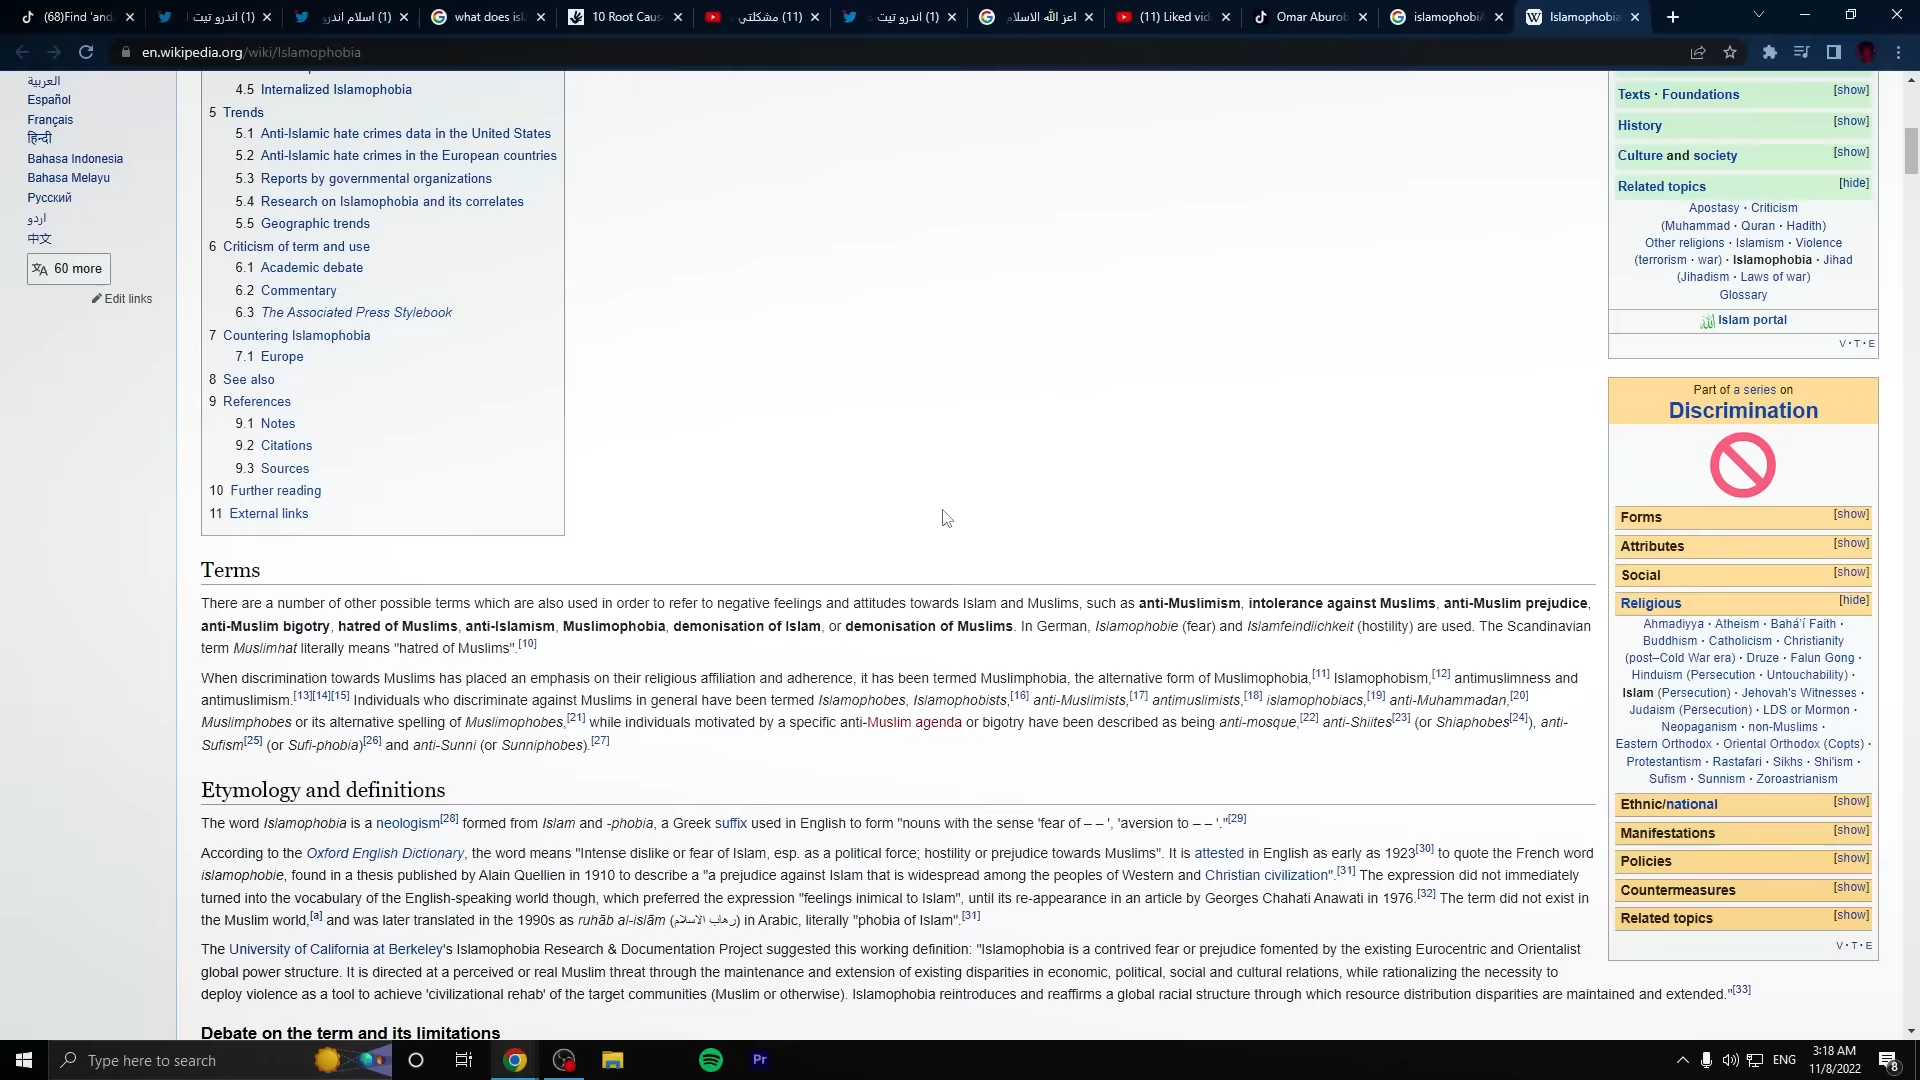 (68)Find 'and
(1) اندرو تيت ا
(1) اسلام اندرو
what does isl
10 Root Caus
(11) مشكلتي
(1) اندرو تيت
اعز الله الاسلام
(11) Liked vid
Omar Aburob
islamophobi
Islamophobia
en.wikipedia.org/wiki/Islamophobia
العربية
Español
Français
हिन्दी
Bahasa Indonesia
Bahasa Melayu
Русский
اردو
中文
60 more
Edit links
4.5 Internalized Islamophobia
5 Trends
5.1 Anti-Islamic hate crimes data in the United States
5.2 Anti-Islamic hate crimes in the European countries
5.3 Reports by governmental organizations
5.4 Research on Islamophobia and its correlates
5.5 Geographic trends
6 Criticism of term and use
6.1 Academic debate
6.2 Commentary
6.3 The Associated Press Stylebook
7 Countering Islamophobia
7.1 Europe
8 See also
9 References
9.1 Notes
9.2 Citations
9.3 Sources
10 Further reading
11 External links
Terms
There are a number of other possible terms which are also used in order to refer to negative feelings and attitudes towards Islam and Muslims, such as anti-Muslimism, intolerance against Muslims, anti-Muslim prejudice,
anti-Muslim bigotry, hatred of Muslims, anti-Islamism, Muslimophobia, demonisation of Islam, or demonisation of Muslims. In German, Islamophobie (fear) and Islamfeindlichkeit (hostility) are used. The Scandinavian
term Muslimhat literally means "hatred of Muslims".[10]
When discrimination towards Muslims has placed an emphasis on their religious affiliation and adherence, it has been termed Muslimphobia, the alternative form of Muslimophobia,[11] Islamophobism,[12] antimuslimness and
antimuslimism.[13][14][15] Individuals who discriminate against Muslims in general have been termed Islamophobes, Islamophobists,[16] anti-Muslimists,[17] antimuslimists,[18] islamophobiacs,[19] anti-Muhammadan,[20]
Muslimphobes or its alternative spelling of Muslimophobes,[21] while individuals motivated by a specific anti-Muslim agenda or bigotry have been described as being anti-mosque,[22] anti-Shiites[23] (or Shiaphobes[24]), anti-
Sufism[25] (or Sufi-phobia)[26] and anti-Sunni (or Sunniphobes).[27]
Etymology and definitions
The word Islamophobia is a neologism[28] formed from Islam and -phobia, a Greek suffix used in English to form "nouns with the sense 'fear of – – ', 'aversion to – – '."[29]
According to the Oxford English Dictionary, the word means "Intense dislike or fear of Islam, esp. as a political force; hostility or prejudice towards Muslims". It is attested in English as early as 1923[30] to quote the French word
islamophobie, found in a thesis published by Alain Quellien in 1910 to describe a "a prejudice against Islam that is widespread among the peoples of Western and Christian civilization".[31] The expression did not immediately
turned into the vocabulary of the English-speaking world though, which preferred the expression "feelings inimical to Islam", until its re-appearance in an article by Georges Chahati Anawati in 1976.[32] The term did not exist in
the Muslim world,[a] and was later translated in the 1990s as ruhāb al-islām (رهاب الاسلام) in Arabic, literally "phobia of Islam".[31]
The University of California at Berkeley's Islamophobia Research & Documentation Project suggested this working definition: "Islamophobia is a contrived fear or prejudice fomented by the existing Eurocentric and Orientalist
global power structure. It is directed at a perceived or real Muslim threat through the maintenance and extension of existing disparities in economic, political, social and cultural relations, while rationalizing the necessity to
deploy violence as a tool to achieve 'civilizational rehab' of the target communities (Muslim or otherwise). Islamophobia reintroduces and reaffirms a global racial structure through which resource distribution disparities are maintained and extended."[33]
Debate on the term and its limitations
Texts · Foundations [show]
History [show]
Culture and society [show]
Related topics [hide]
Apostasy · Criticism
(Muhammad · Quran · Hadith)
Other religions · Islamism · Violence
(terrorism · war) · Islamophobia · Jihad
(Jihadism · Laws of war)
Glossary
Islam portal
V · T · E
Part of a series on
Discrimination
Forms [show]
Attributes [show]
Social [show]
Religious [hide]
Ahmadiyya · Atheism · Bahá'í Faith ·
Buddhism · Catholicism · Christianity
(post–Cold War era) · Druze · Falun Gong ·
Hinduism (Persecution · Untouchability) ·
Islam (Persecution) · Jehovah's Witnesses ·
Judaism (Persecution) · LDS or Mormon ·
Neopaganism · non-Muslims ·
Eastern Orthodox · Oriental Orthodox (Copts) ·
Protestantism · Rastafari · Sikhs · Shi'ism ·
Sufism · Sunnism · Zoroastrianism
Ethnic/national [show]
Manifestations [show]
Policies [show]
Countermeasures [show]
Related topics [show]
V · T · E
Type here to search
Pr
ENG
3:18 AM
11/8/2022
8